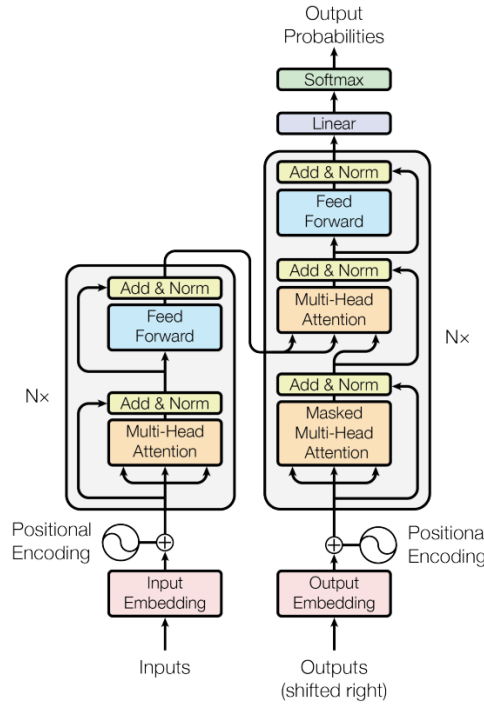 Output
Probabilities
Softmax
Linear
Add & Norm
Feed
Forward
Add & Norm
Multi-Head
Attention
Add & Norm
Masked
Multi-Head
Attention
N×
Add & Norm
Feed
Forward
Add & Norm
Multi-Head
Attention
N×
Positional
Encoding
Positional
Encoding
Input
Embedding
Output
Embedding
Inputs
Outputs
(shifted right)